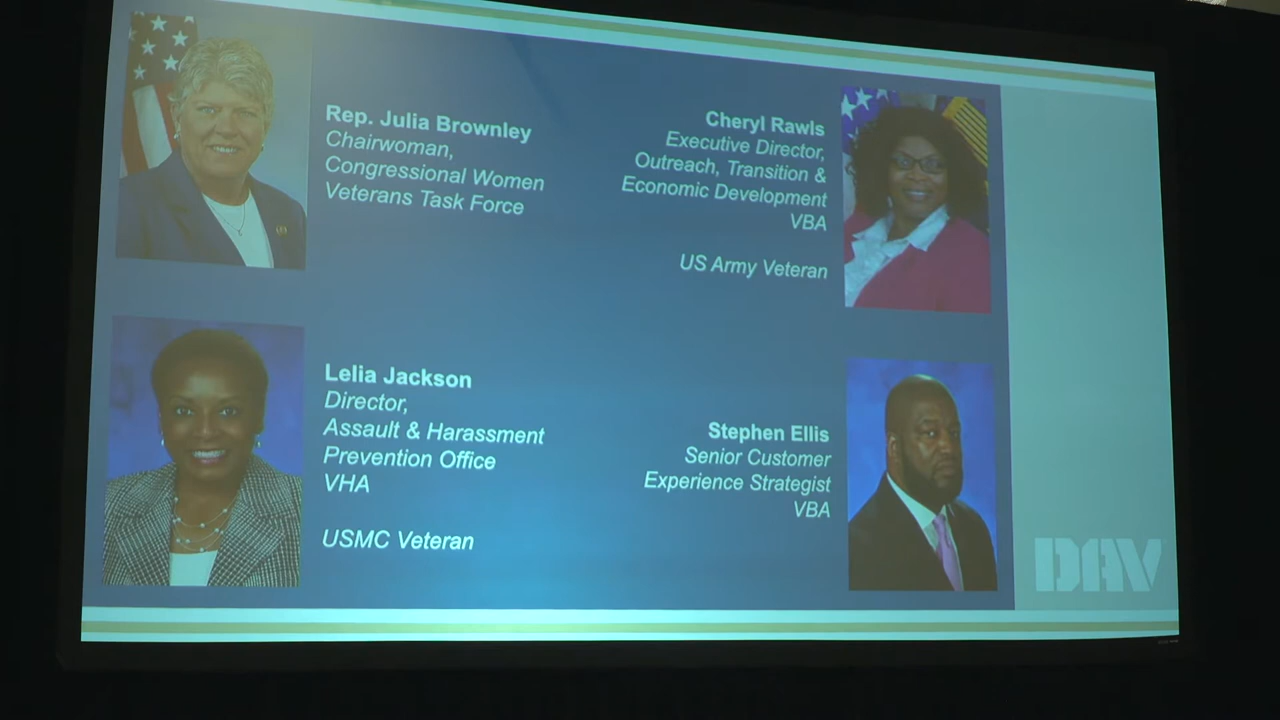 Rep. Julia Brownley
Chairwoman,
Congressional Women
Veterans Task Force
Cheryl Rawls
Executive Director,
Outreach, Transition &
Economic Development
VBA
US Army Veteran
Lelia Jackson
Director,
Assault & Harassment
Prevention Office
VHA
USMC Veteran
Stephen Ellis
Senior Customer
Experience Strategist
VBA
DAV